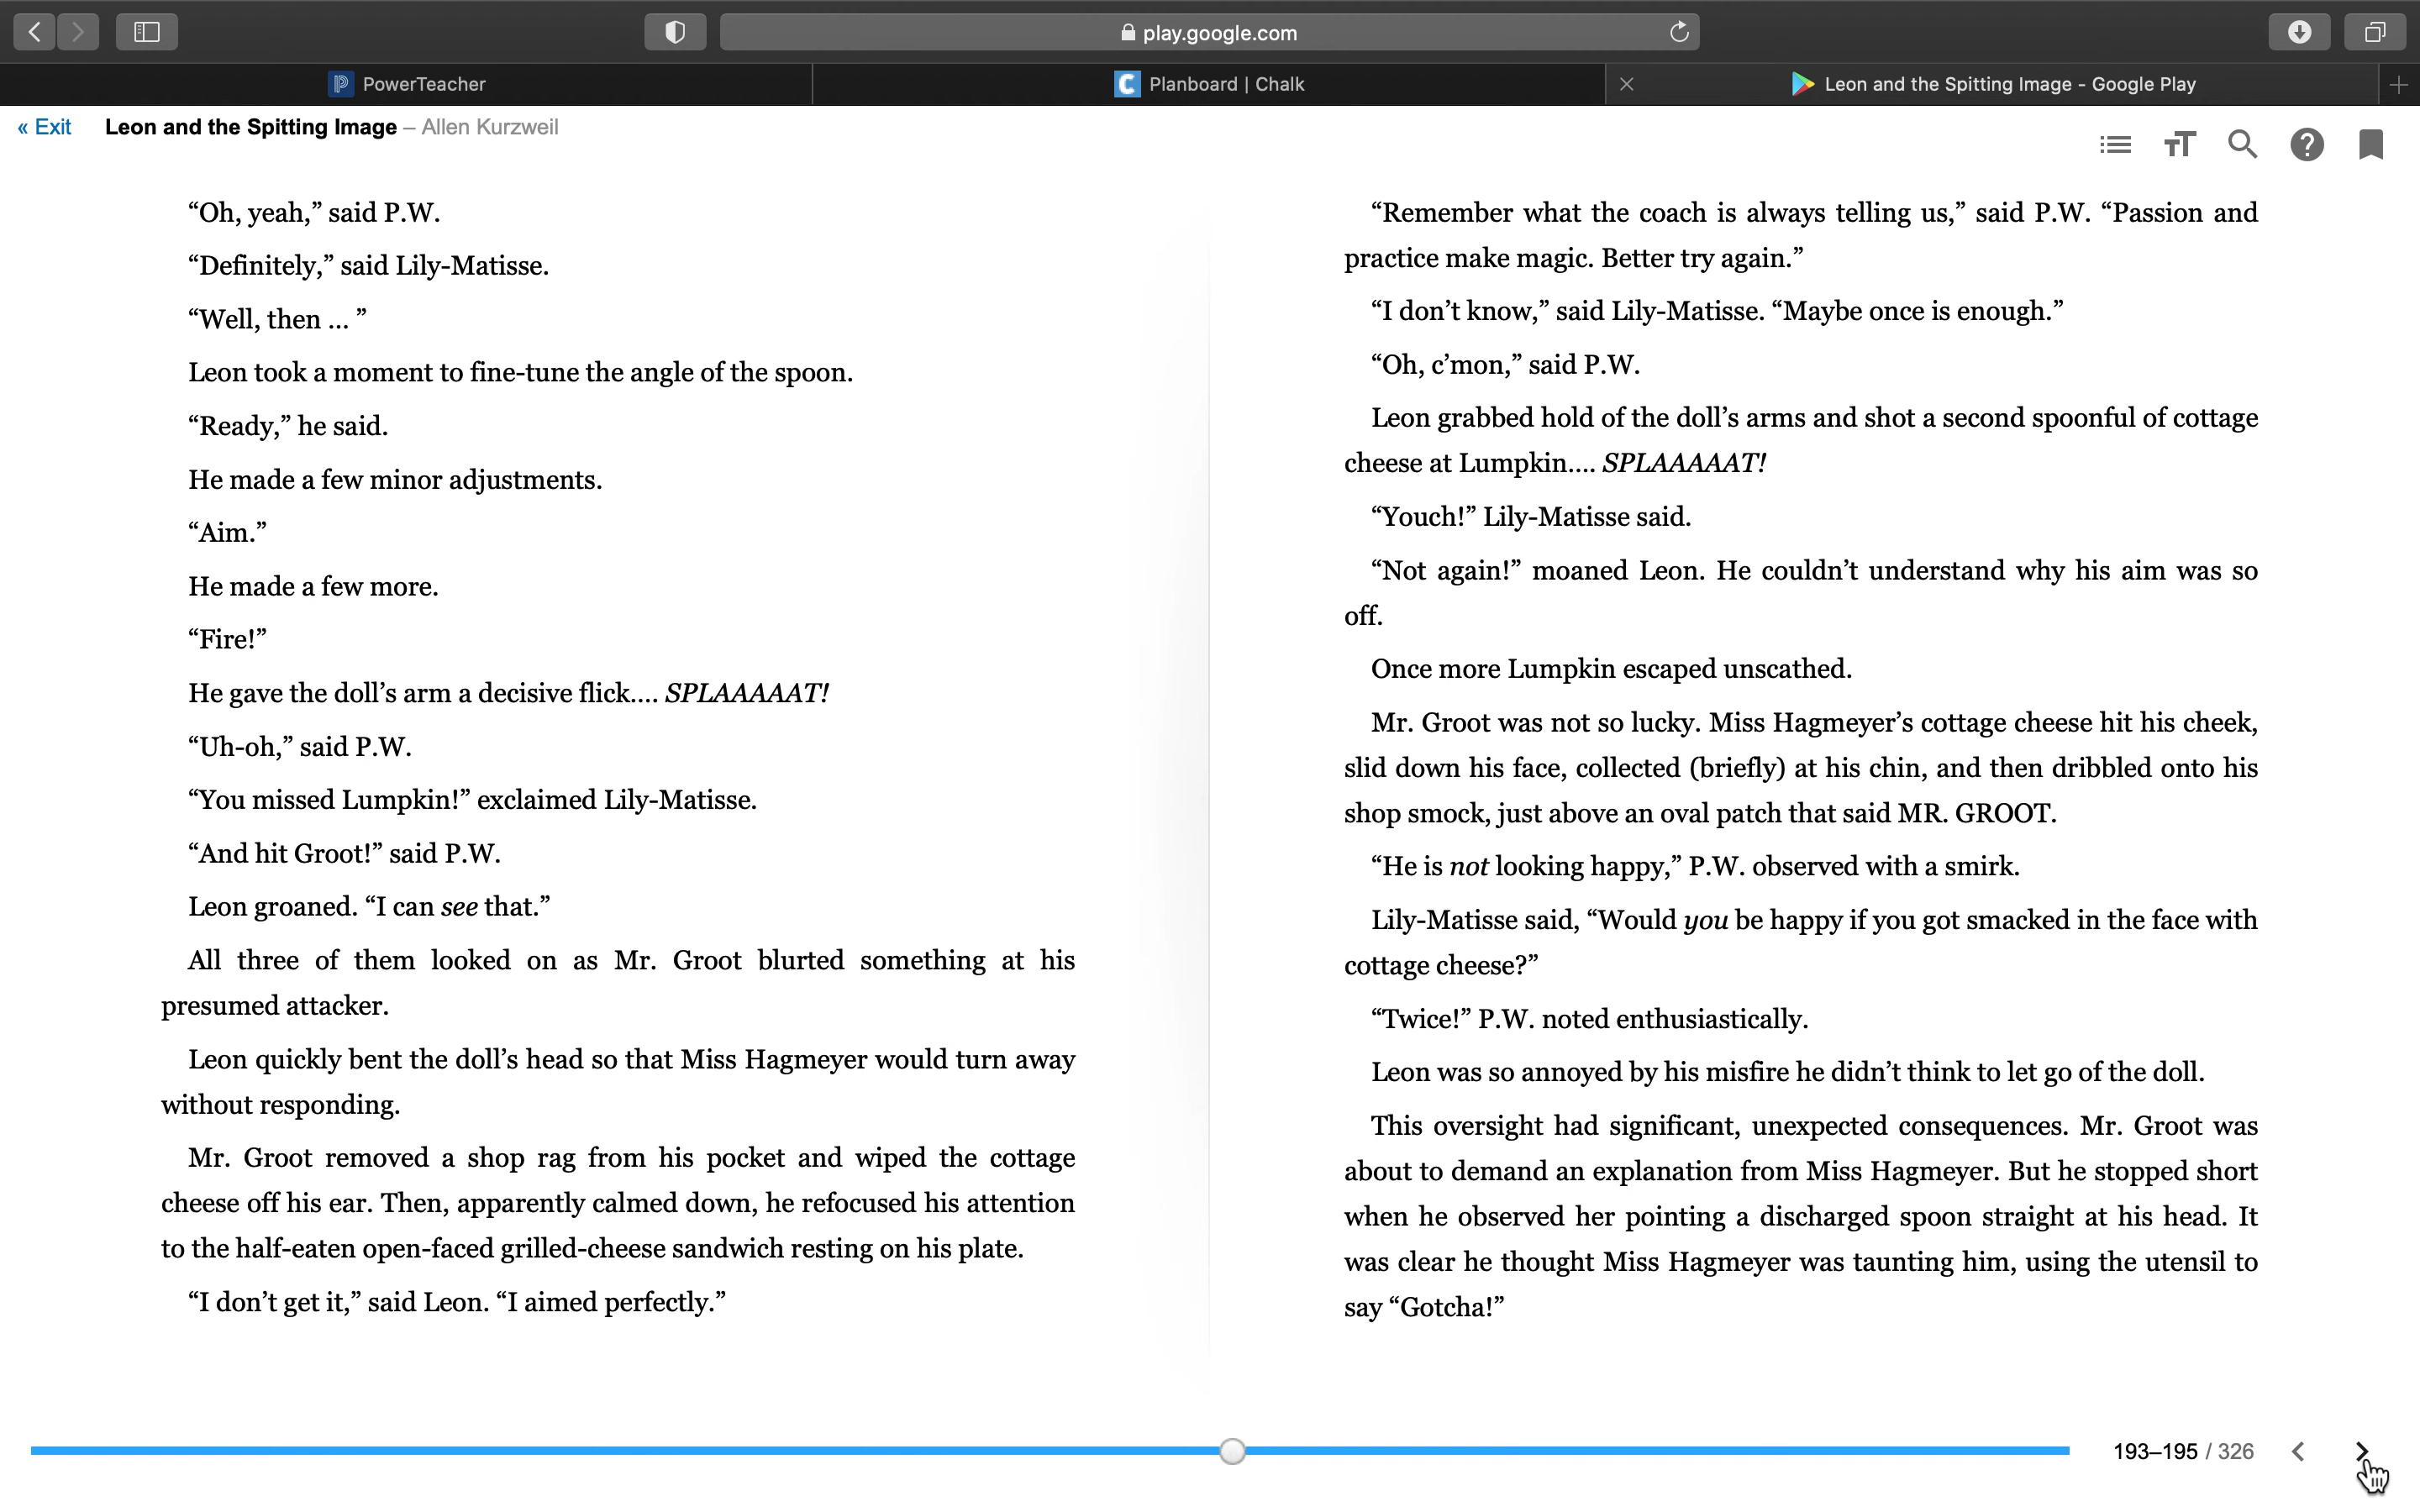 play.google.com
PowerTeacher
Planboard | Chalk
Leon and the Spitting Image - Google Play
« Exit Leon and the Spitting Image – Allen Kurzweil
“Oh, yeah,” said P.W.
“Definitely,” said Lily-Matisse.
“Well, then ... ”
Leon took a moment to fine-tune the angle of the spoon.
“Ready,” he said.
He made a few minor adjustments.
“Aim.”
He made a few more.
“Fire!”
He gave the doll’s arm a decisive flick.... SPLAAAAAT!
“Uh-oh,” said P.W.
“You missed Lumpkin!” exclaimed Lily-Matisse.
“And hit Groot!” said P.W.
Leon groaned. “I can see that.”
All three of them looked on as Mr. Groot blurted something at his
presumed attacker.
Leon quickly bent the doll’s head so that Miss Hagmeyer would turn away
without responding.
Mr. Groot removed a shop rag from his pocket and wiped the cottage
cheese off his ear. Then, apparently calmed down, he refocused his attention
to the half-eaten open-faced grilled-cheese sandwich resting on his plate.
“I don’t get it,” said Leon. “I aimed perfectly.”
“Remember what the coach is always telling us,” said P.W. “Passion and
practice make magic. Better try again.”
“I don’t know,” said Lily-Matisse. “Maybe once is enough.”
“Oh, c’mon,” said P.W.
Leon grabbed hold of the doll’s arms and shot a second spoonful of cottage
cheese at Lumpkin.... SPLAAAAAT!
“Youch!” Lily-Matisse said.
“Not again!” moaned Leon. He couldn’t understand why his aim was so
off.
Once more Lumpkin escaped unscathed.
Mr. Groot was not so lucky. Miss Hagmeyer’s cottage cheese hit his cheek,
slid down his face, collected (briefly) at his chin, and then dribbled onto his
shop smock, just above an oval patch that said MR. GROOT.
“He is not looking happy,” P.W. observed with a smirk.
Lily-Matisse said, “Would you be happy if you got smacked in the face with
cottage cheese?”
“Twice!” P.W. noted enthusiastically.
Leon was so annoyed by his misfire he didn’t think to let go of the doll.
This oversight had significant, unexpected consequences. Mr. Groot was
about to demand an explanation from Miss Hagmeyer. But he stopped short
when he observed her pointing a discharged spoon straight at his head. It
was clear he thought Miss Hagmeyer was taunting him, using the utensil to
say “Gotcha!”
193–195 / 326